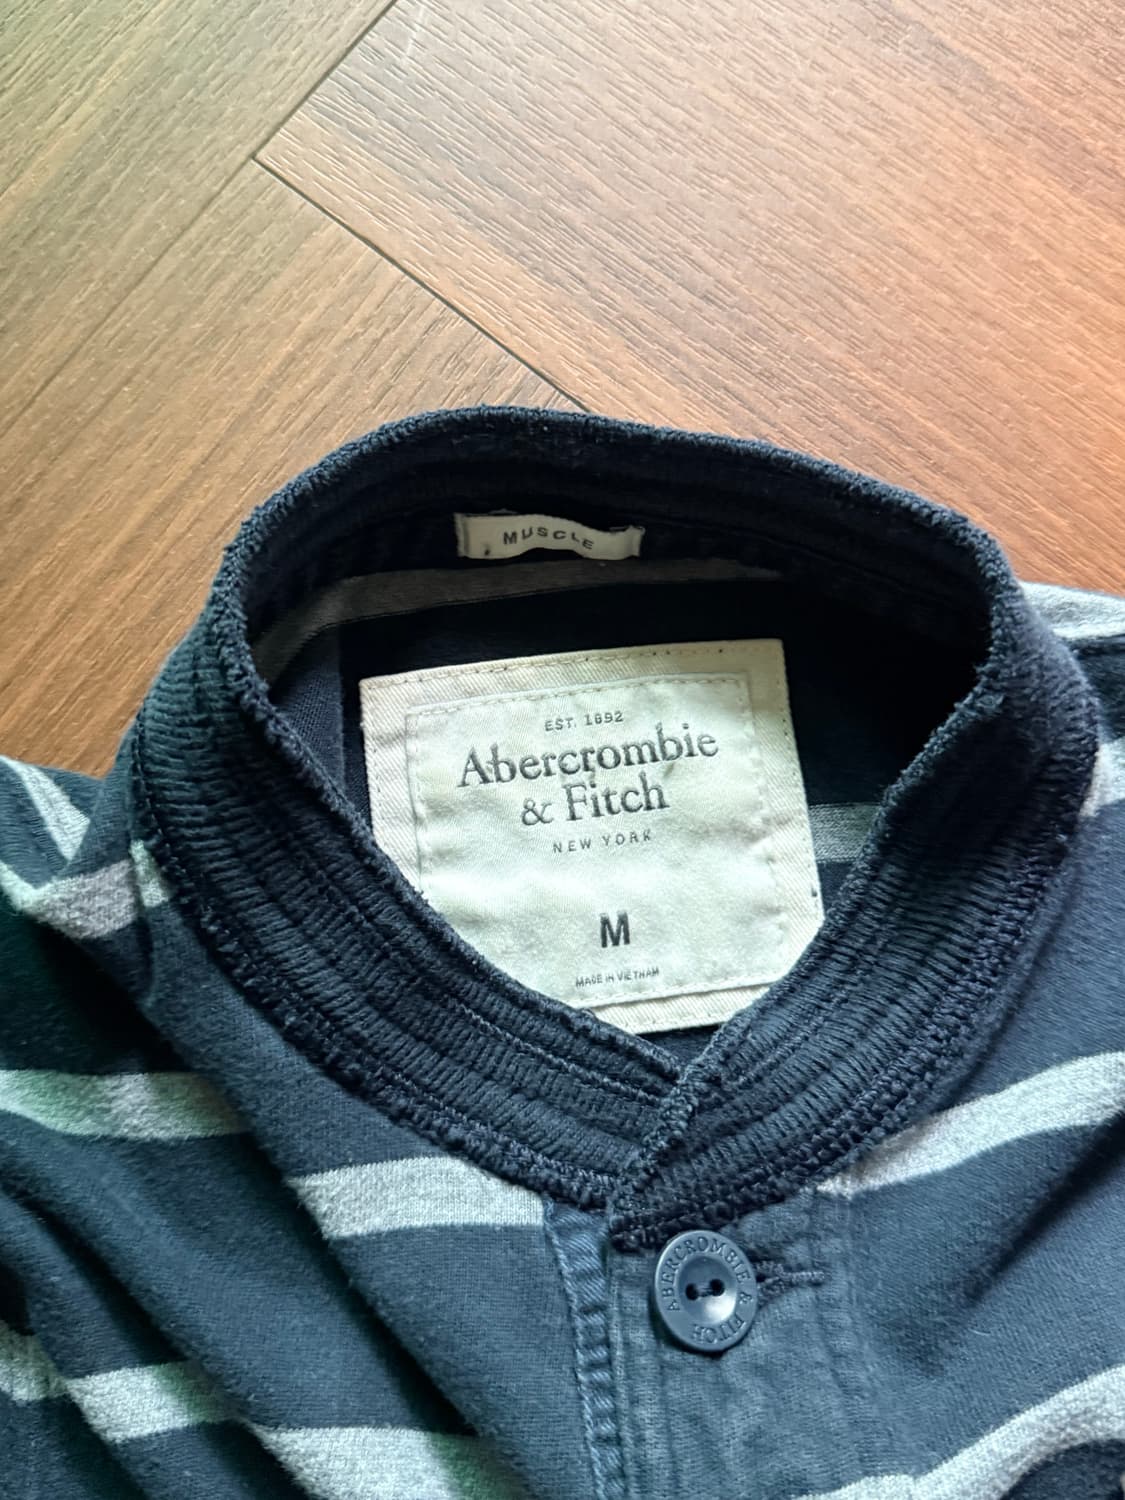 MUSCLE
EST. 1892
Abercrombie
& Fitch
NEW YORK
M
MADE IN VIETNAM
ABERCROMBIE & FITCH